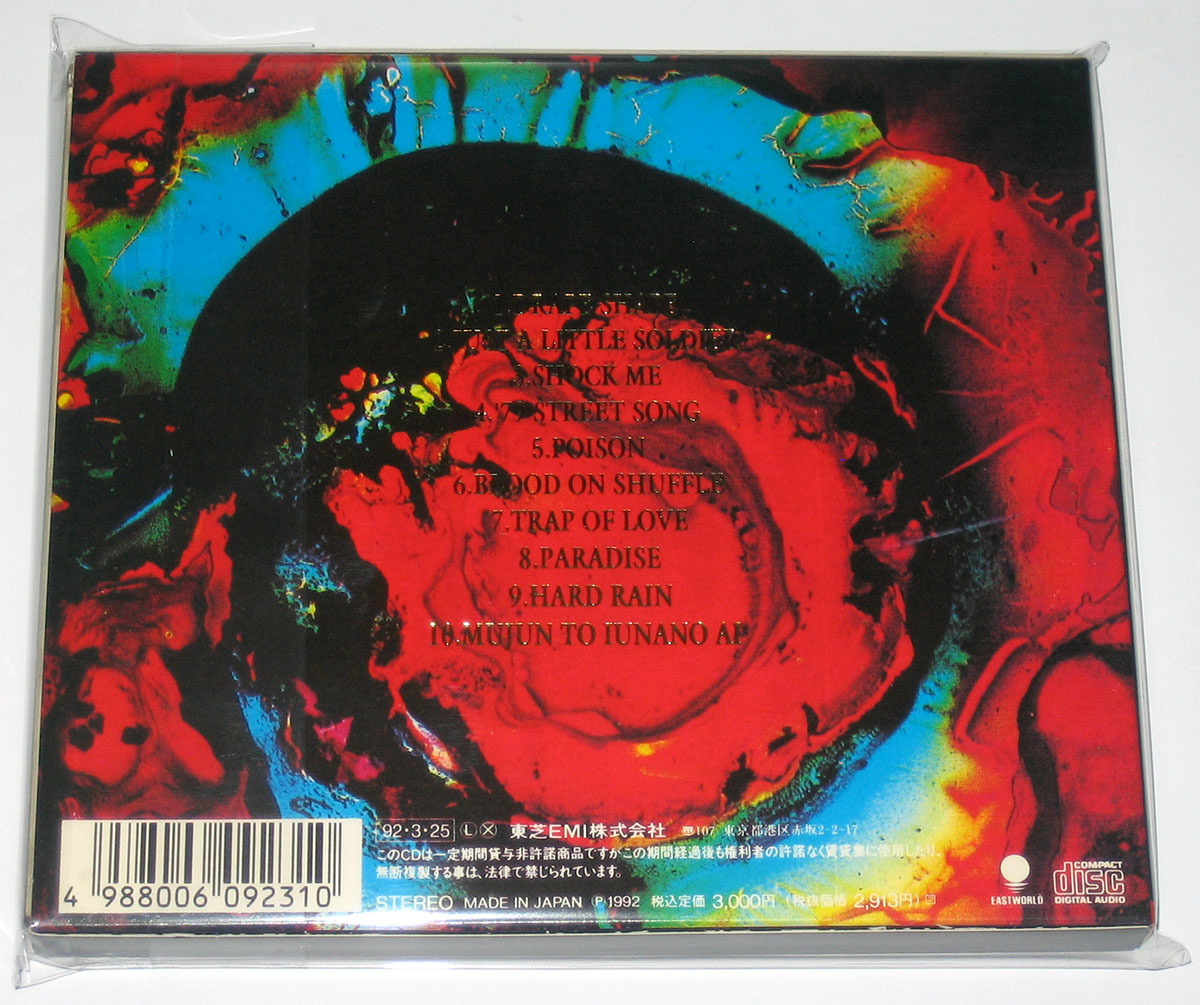 SHAPE
JUST A LITTLE SOLDIER
3.SHOCK ME
4.'79 STREET SONG
5.POISON
6.BLOOD ON SHUFFLE
7.TRAP OF LOVE
8.PARADISE
9.HARD RAIN
10.MUJUN TO IUNANO
92・3・25 Ⓛ Ⓧ 東芝EMI株式会社 〠107 東京都港区赤坂2-2-17
このCDは一定期間貸与非許諾商品ですがこの期間経過後も権利者の許諾なく賃貸業に使用したり、
無断複製する事は、法律で禁じられています。
STEREO MADE IN JAPAN Ⓟ1992 税込定価 3,000円 (税抜価格 2,913円)
4 988006 092310
EASTWORLD
COMPACT
disc
DIGITAL AUDIO